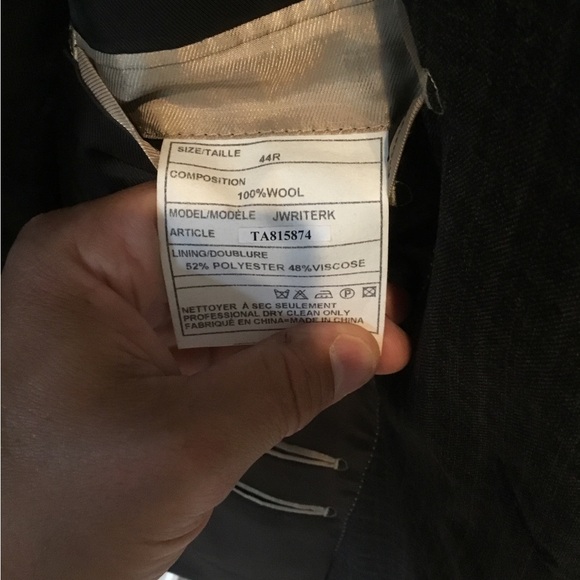 SIZE/TAILLE 44R
COMPOSITION
100%WOOL
MODEL/MODÈLE JWRITERK
ARTICLE TA815874
LINING/DOUBLURE
52% POLYESTER 48%VISCOSE
P
NETTOYER À SEC SEULEMENT
PROFESSIONAL DRY CLEAN ONLY
FABRIQUÉ EN CHINA=MADE IN CHINA